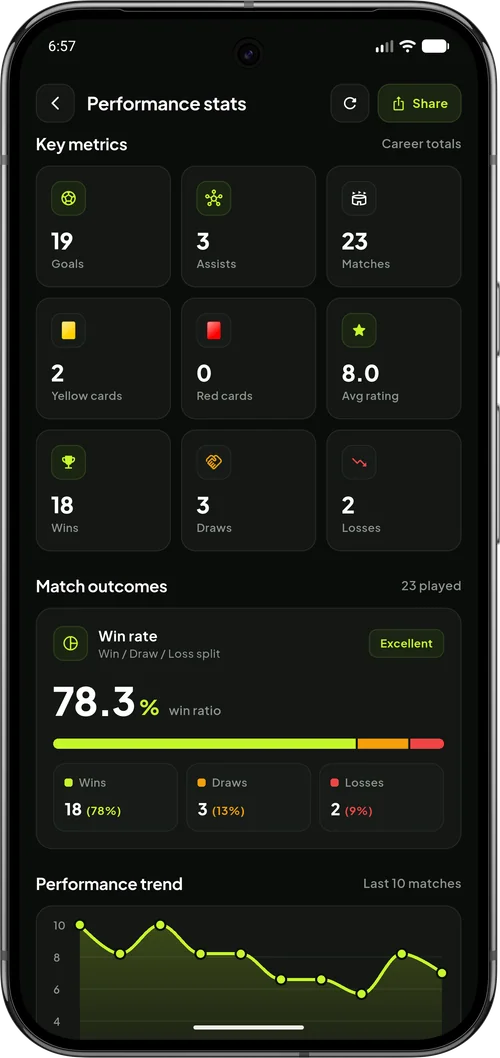 6:57
Performance stats
Share
Key metrics
Career totals
19
Goals
3
Assists
23
Matches
2
Yellow cards
0
Red cards
8.0
Avg rating
18
Wins
3
Draws
2
Losses
Match outcomes
23 played
Win rate
Win / Draw / Loss split
Excellent
78.3 % win ratio
Wins
18 (78%)
Draws
3 (13%)
Losses
2 (9%)
Performance trend
Last 10 matches
10
8
6
4